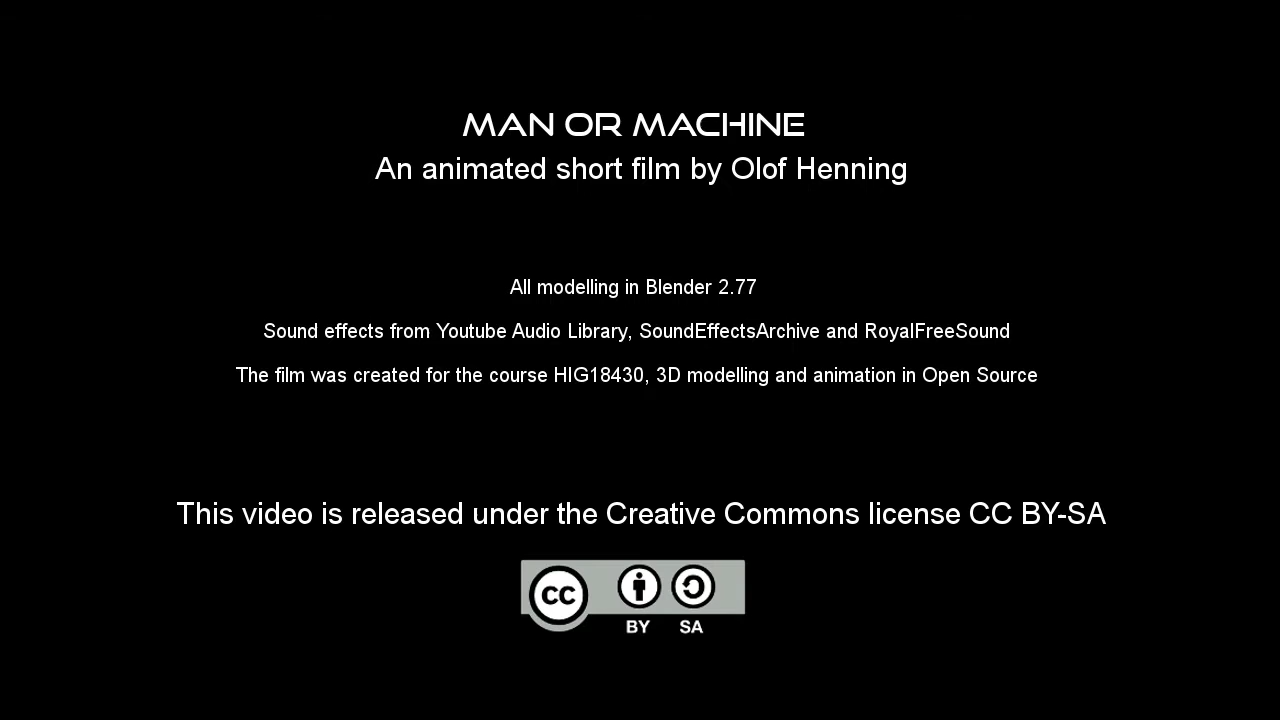 MAN OR MACHINE
An animated short film by Olof Henning
All modelling in Blender 2.77
Sound effects from Youtube Audio Library, SoundEffectsArchive and RoyalFreeSound
The film was created for the course HIG18430, 3D modelling and animation in Open Source
This video is released under the Creative Commons license CC BY-SA
CC
BY SA